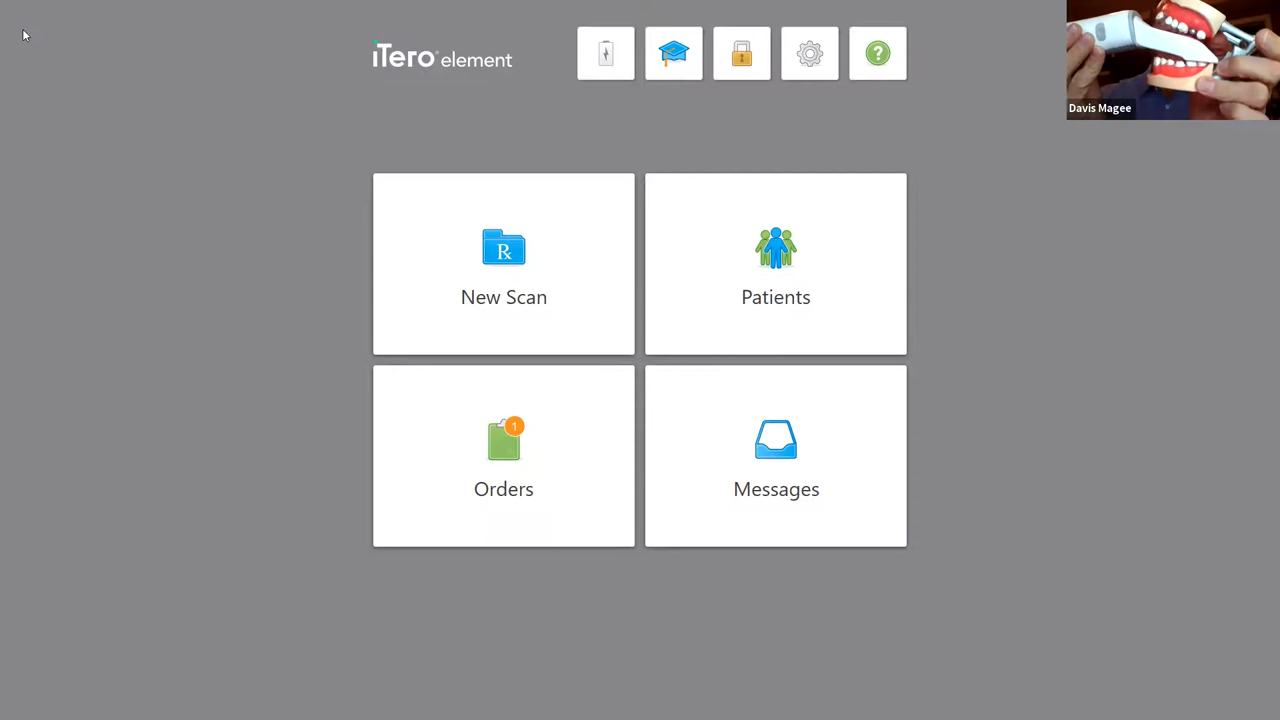 iTero element
Davis Magee
New Scan
Patients
1
Orders
Messages